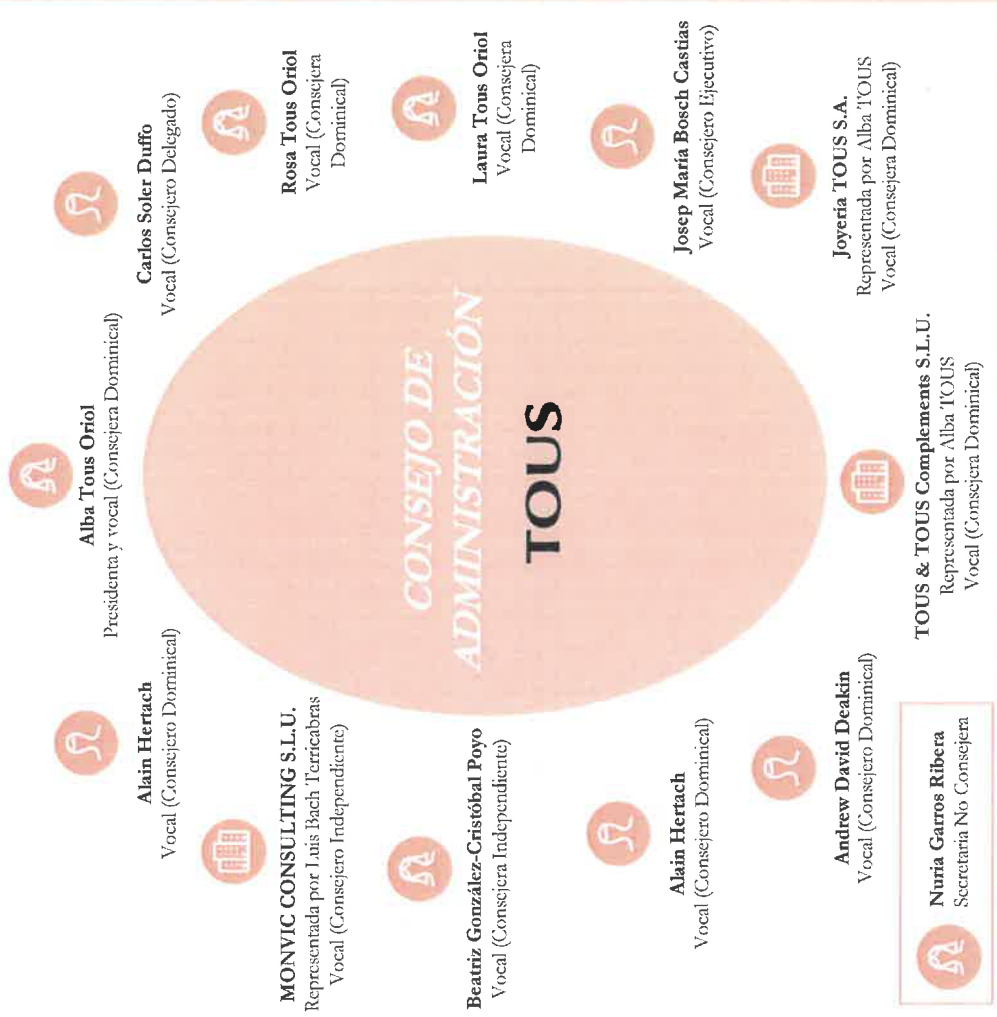 Alba Tous Oriol
Presidenta y vocal (Consejera Dominical)
Carlos Soler Duffo
Vocal (Consejero Delegado)
Rosa Tous Oriol
Vocal (Consejera
Dominical)
Laura Tous Oriol
Vocal (Consejera
Dominical)
Josep María Bosch Castias
Vocal (Consejero Ejecutivo)
Joyería TOUS S.A.
Representada por Alba TOUS
Vocal (Consejera Dominical)
TOUS & TOUS Complements S.L.U.
Representada por Alba TOUS
Vocal (Consejera Dominical)
Andrew David Deakin
Vocal (Consejero Dominical)
Alain Hertach
Vocal (Consejero Dominical)
Beatriz González-Cristóbal Poyo
Vocal (Consejera Independiente)
MONVIC CONSULTING S.L.U.
Representada por Luis Bach Terricabras
Vocal (Consejero Independiente)
Alain Hertach
Vocal (Consejero Dominical)
CONSEJO DE
ADMINISTRACIÓN
TOUS
Nuria Garros Ribera
Secretaria No Consejera